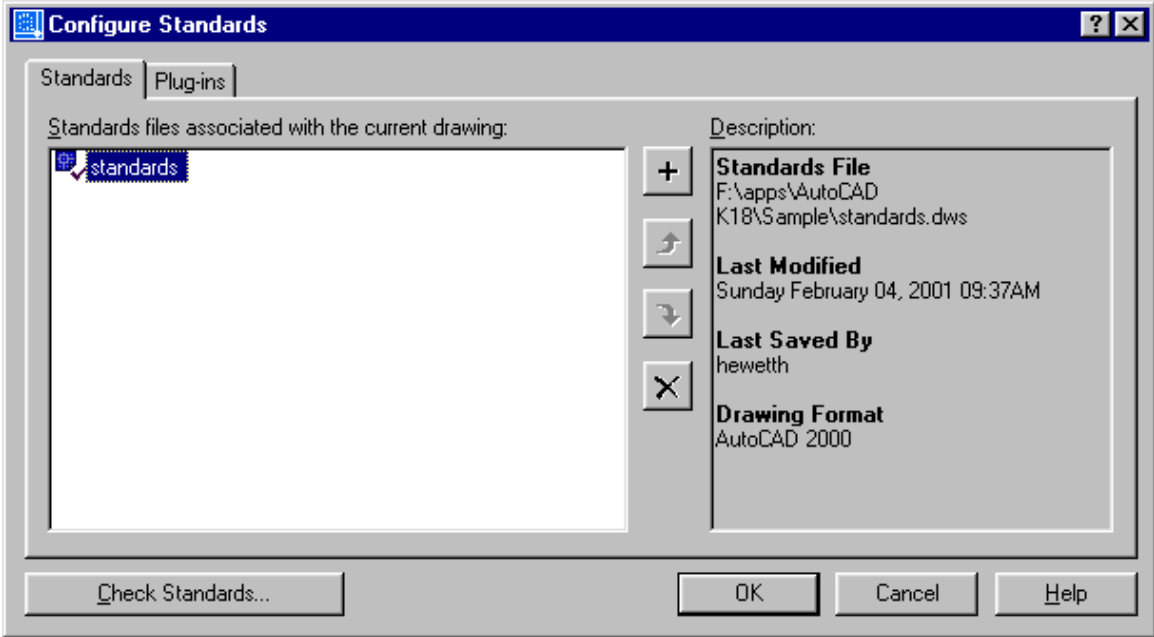 Configure Standards
Standards
Plug-ins
Standards files associated with the current drawing:
standards
Description:
Standards File
F:\apps\AutoCAD
K18\Sample\standards.dws
Last Modified
Sunday February 04, 2001 09:37AM
Last Saved By
hewetth
Drawing Format
AutoCAD 2000
Check Standards...
OK
Cancel
Help